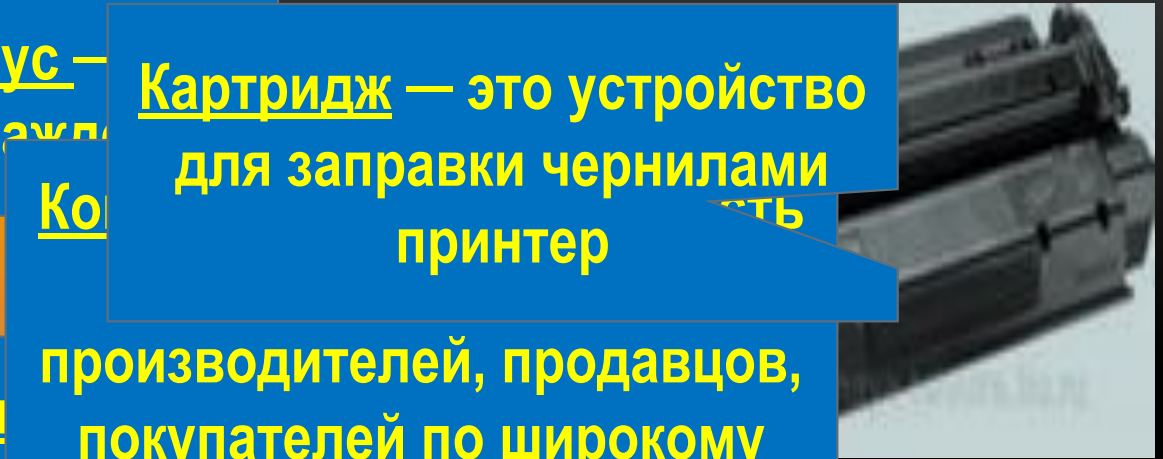 ус —
Картридж — это устройство
для заправки чернилами
принтер
производителей, продавцов,
покупателей по широкому